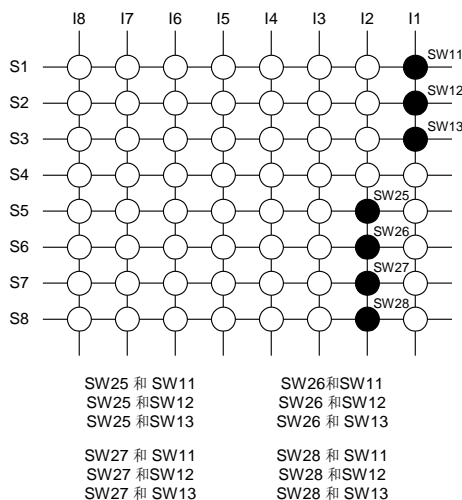 I8 I7 I6 I5 I4 I3 I2 I1
S1 SW11
S2 SW12
S3 SW13
S4
S5 SW25
S6 SW26
S7 SW27
S8 SW28
SW25 和 SW11 SW26和SW11
SW25 和SW12 SW26 和SW12
SW25 和SW13 SW26 和 SW13
SW27 和 SW11 SW28 和 SW11
SW27 和SW12 SW28 和SW12
SW27 和 SW13 SW28 和 SW13